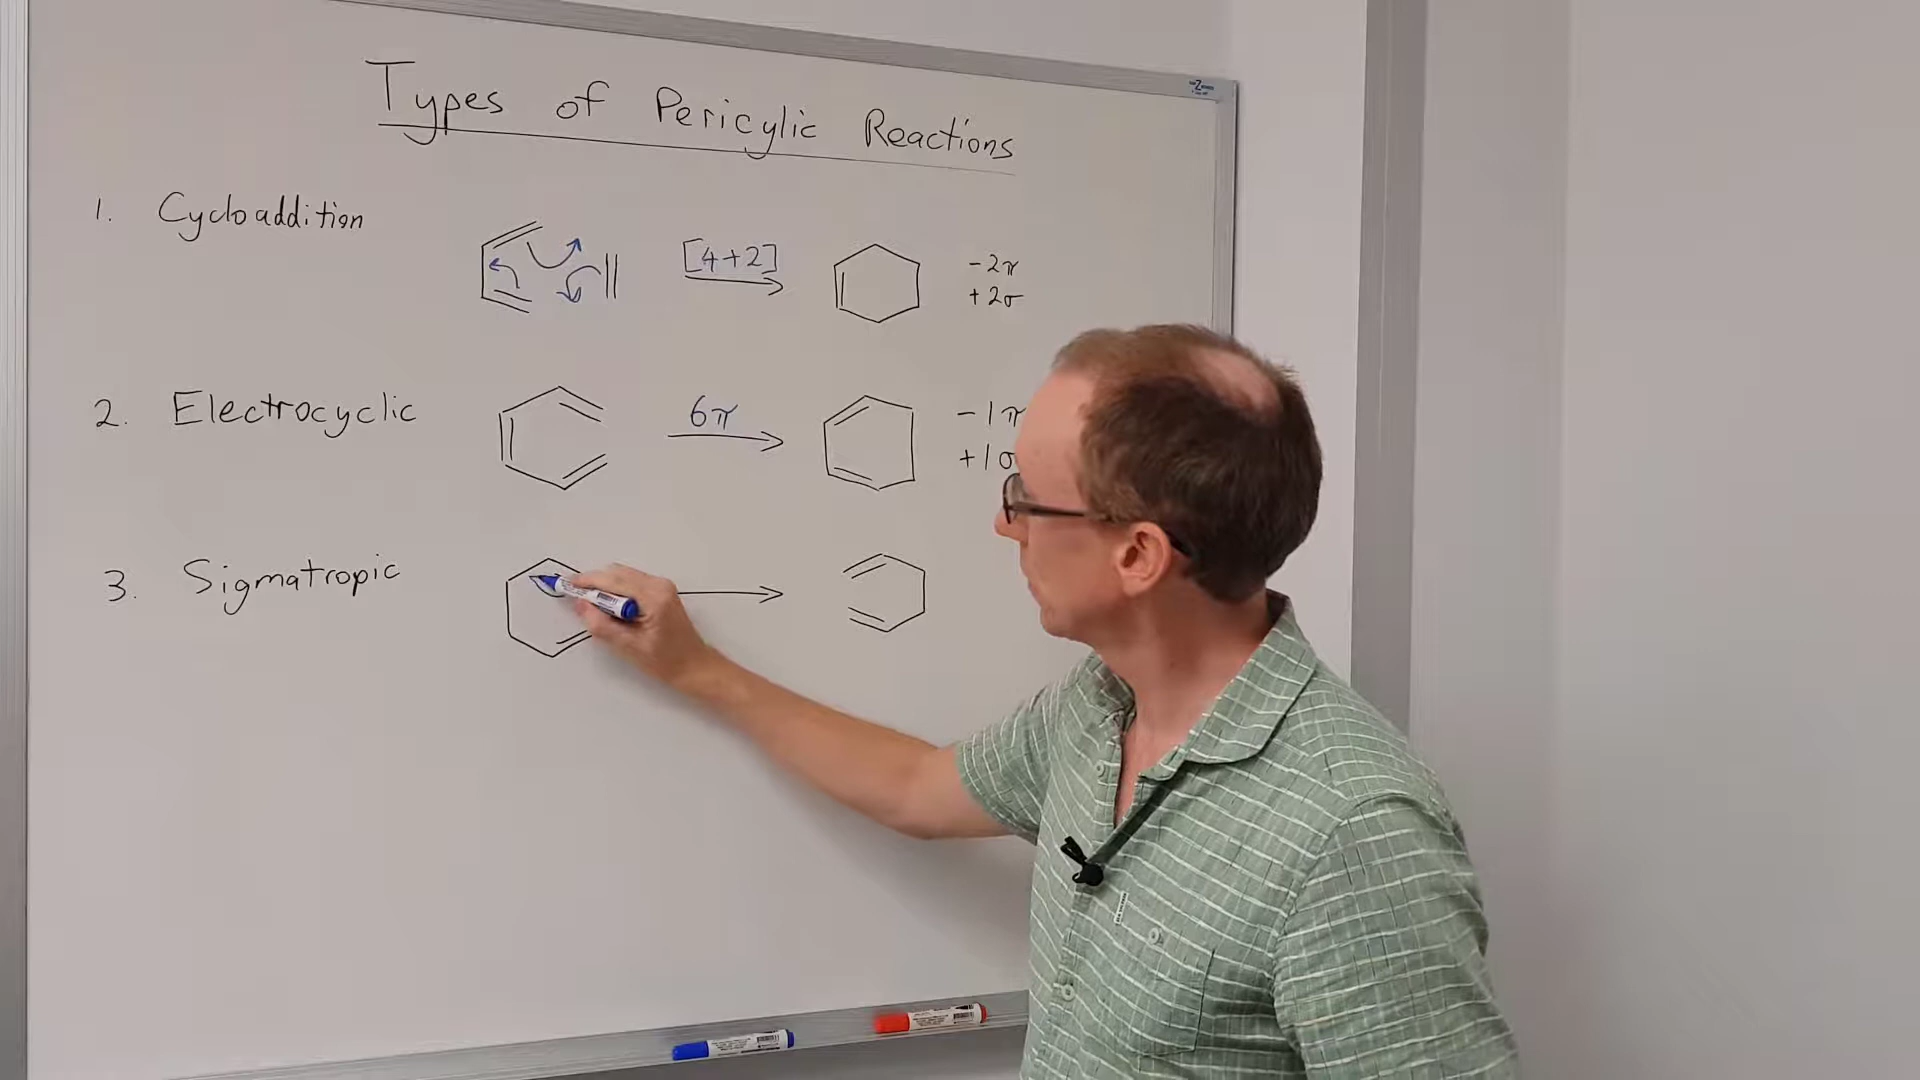 Types of Pericylic Reactions
1. Cycloaddition
[4+2]
-2π
+2σ
2. Electrocyclic
6π
-1π
+1σ
3. Sigmatropic